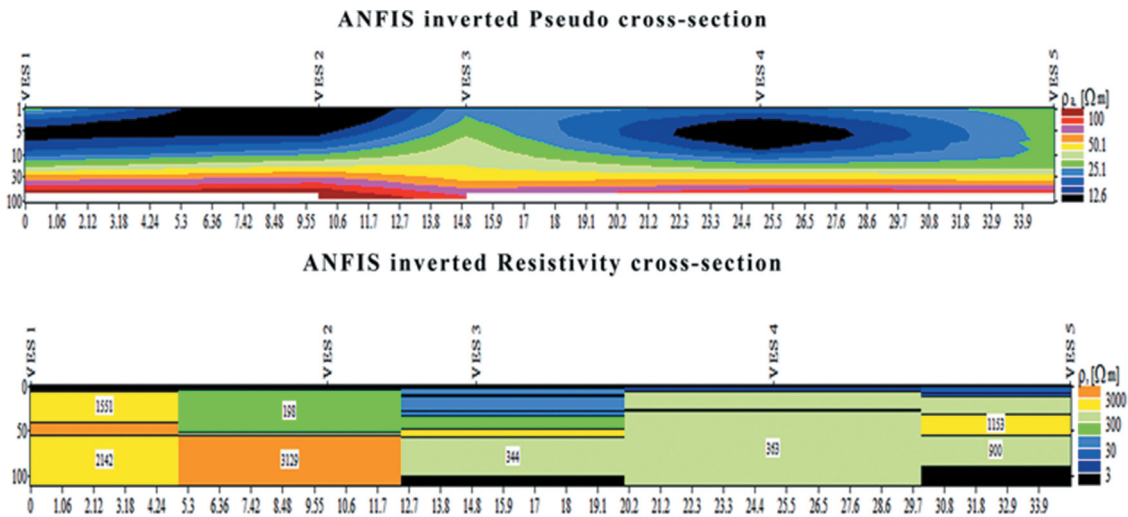 ANFIS inverted Pseudo cross-section
VES 1
VES 2
VES 3
VES 4
VES 5
1
3
10
30
100
ρa, [Ωm]
100
50.1
25.1
12.6
0 1.06 2.12 3.18 4.24 5.3 6.36 7.42 8.48 9.55 10.6 11.7 12.7 13.8 14.8 15.9 17 18 19.1 20.2 21.2 22.3 23.3 24.4 25.5 26.5 27.6 28.6 29.7 30.8 31.8 32.9 33.9
ANFIS inverted Resistivity cross-section
VES 1
VES 2
VES 3
VES 4
VES 5
0
50
100
1551
198
2142
3129
344
363
1153
900
ρ, [Ωm]
3000
300
30
3
0 1.06 2.12 3.18 4.24 5.3 6.36 7.42 8.48 9.55 10.6 11.7 12.7 13.8 14.8 15.9 17 18 19.1 20.2 21.2 22.3 23.3 24.4 25.5 26.5 27.6 28.6 29.7 30.8 31.8 32.9 33.9